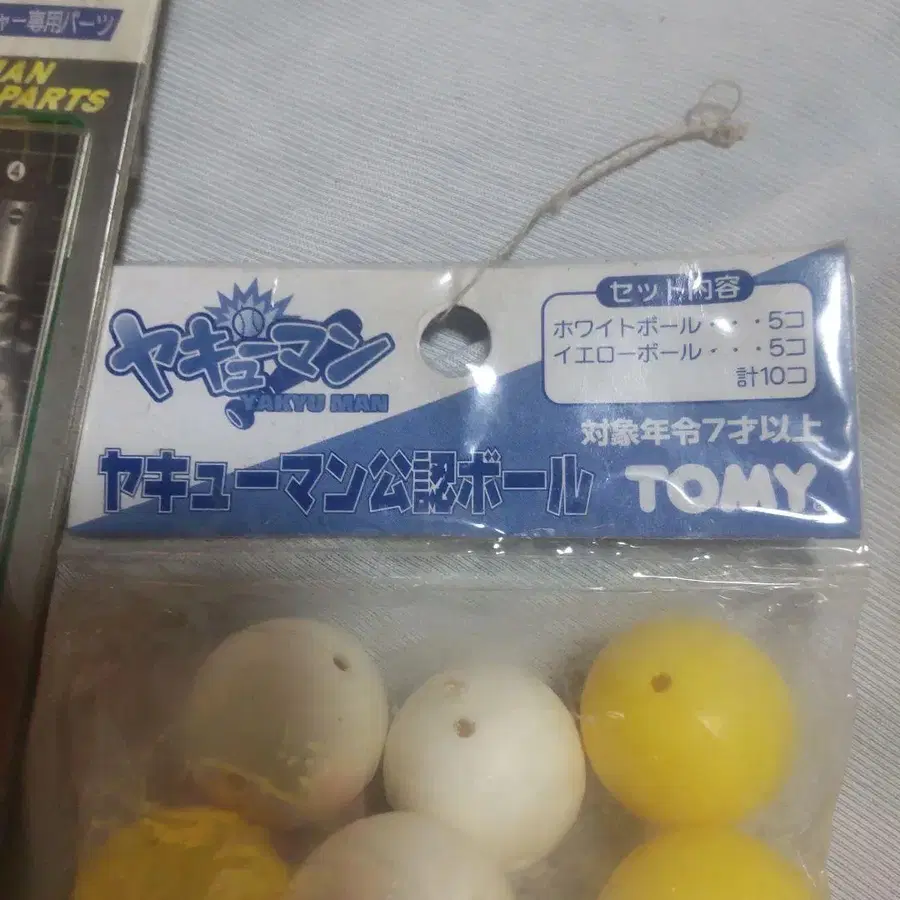 ャー専用パーツ
MAN
PARTS
④
ヤキューマン
YAKYU MAN
セット内容
ホワイトボール・・・5コ
イエローボール・・・5コ
計10コ
対象年令7才以上
ヤキューマン公認ボール
TOMY